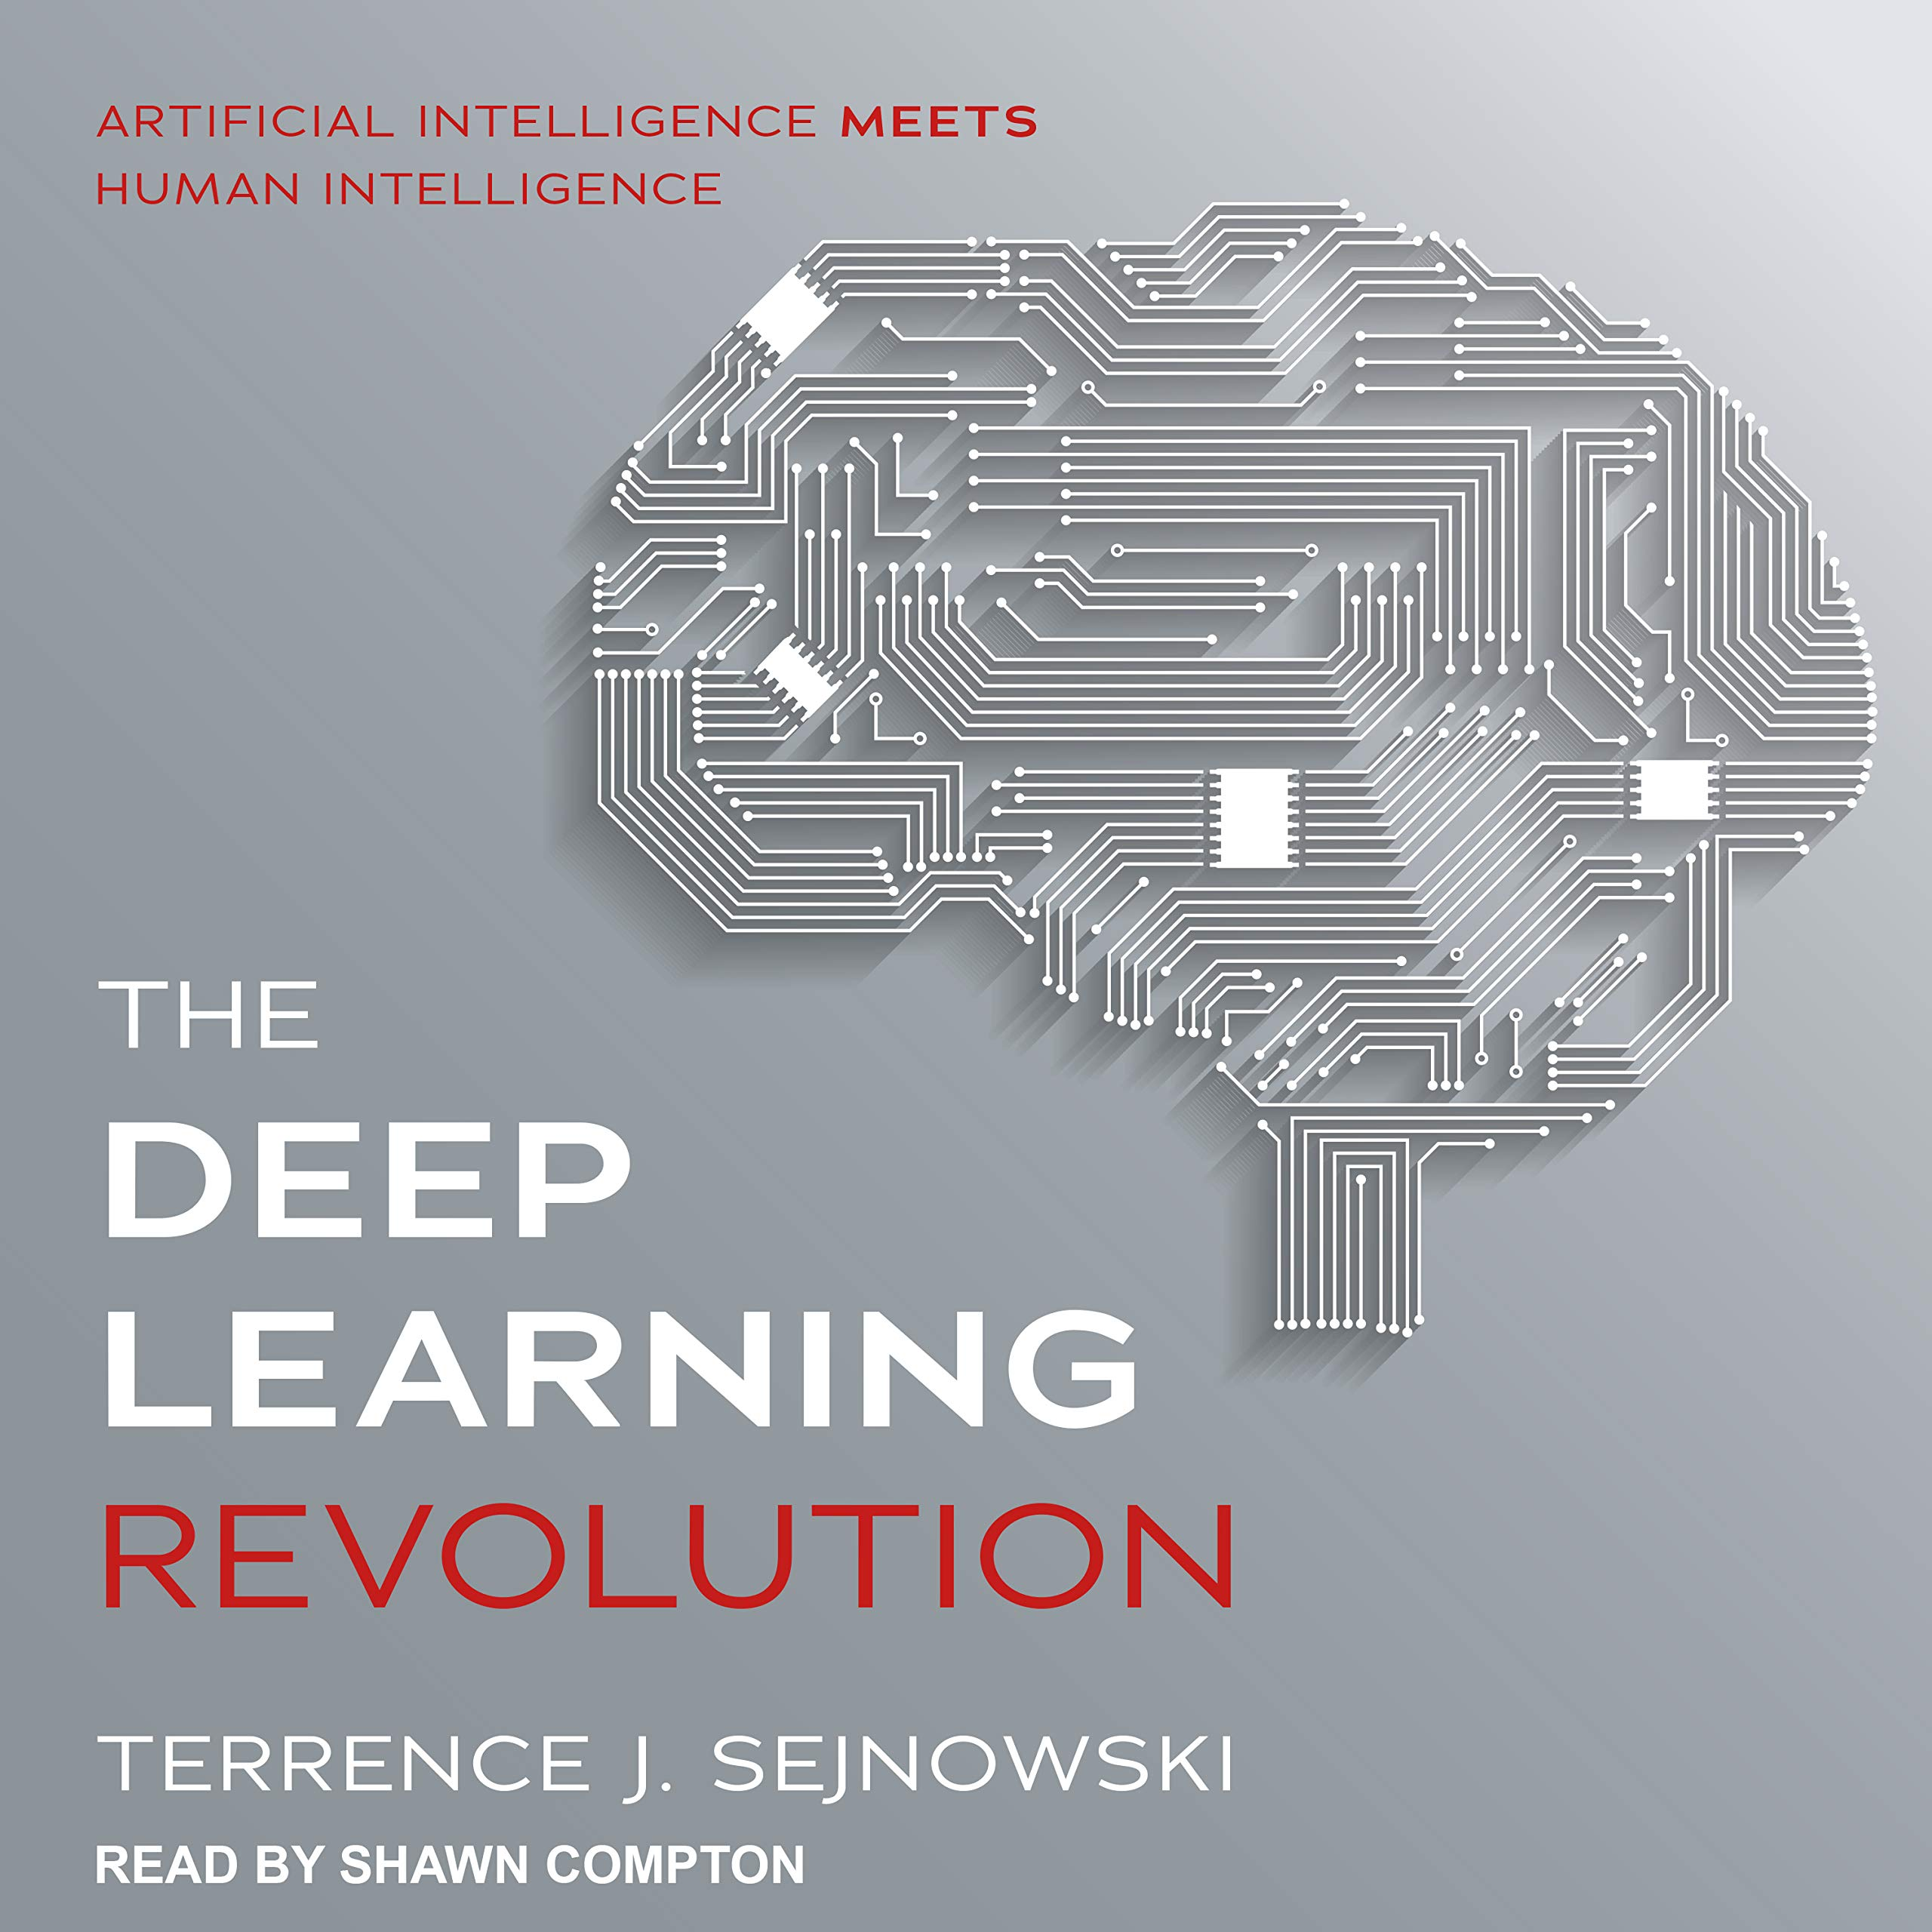 ARTIFICIAL INTELLIGENCE MEETS
HUMAN INTELLIGENCE
THE
DEEP
LEARNING
REVOLUTION
TERRENCE J. SEJNOWSKI
READ BY SHAWN COMPTON